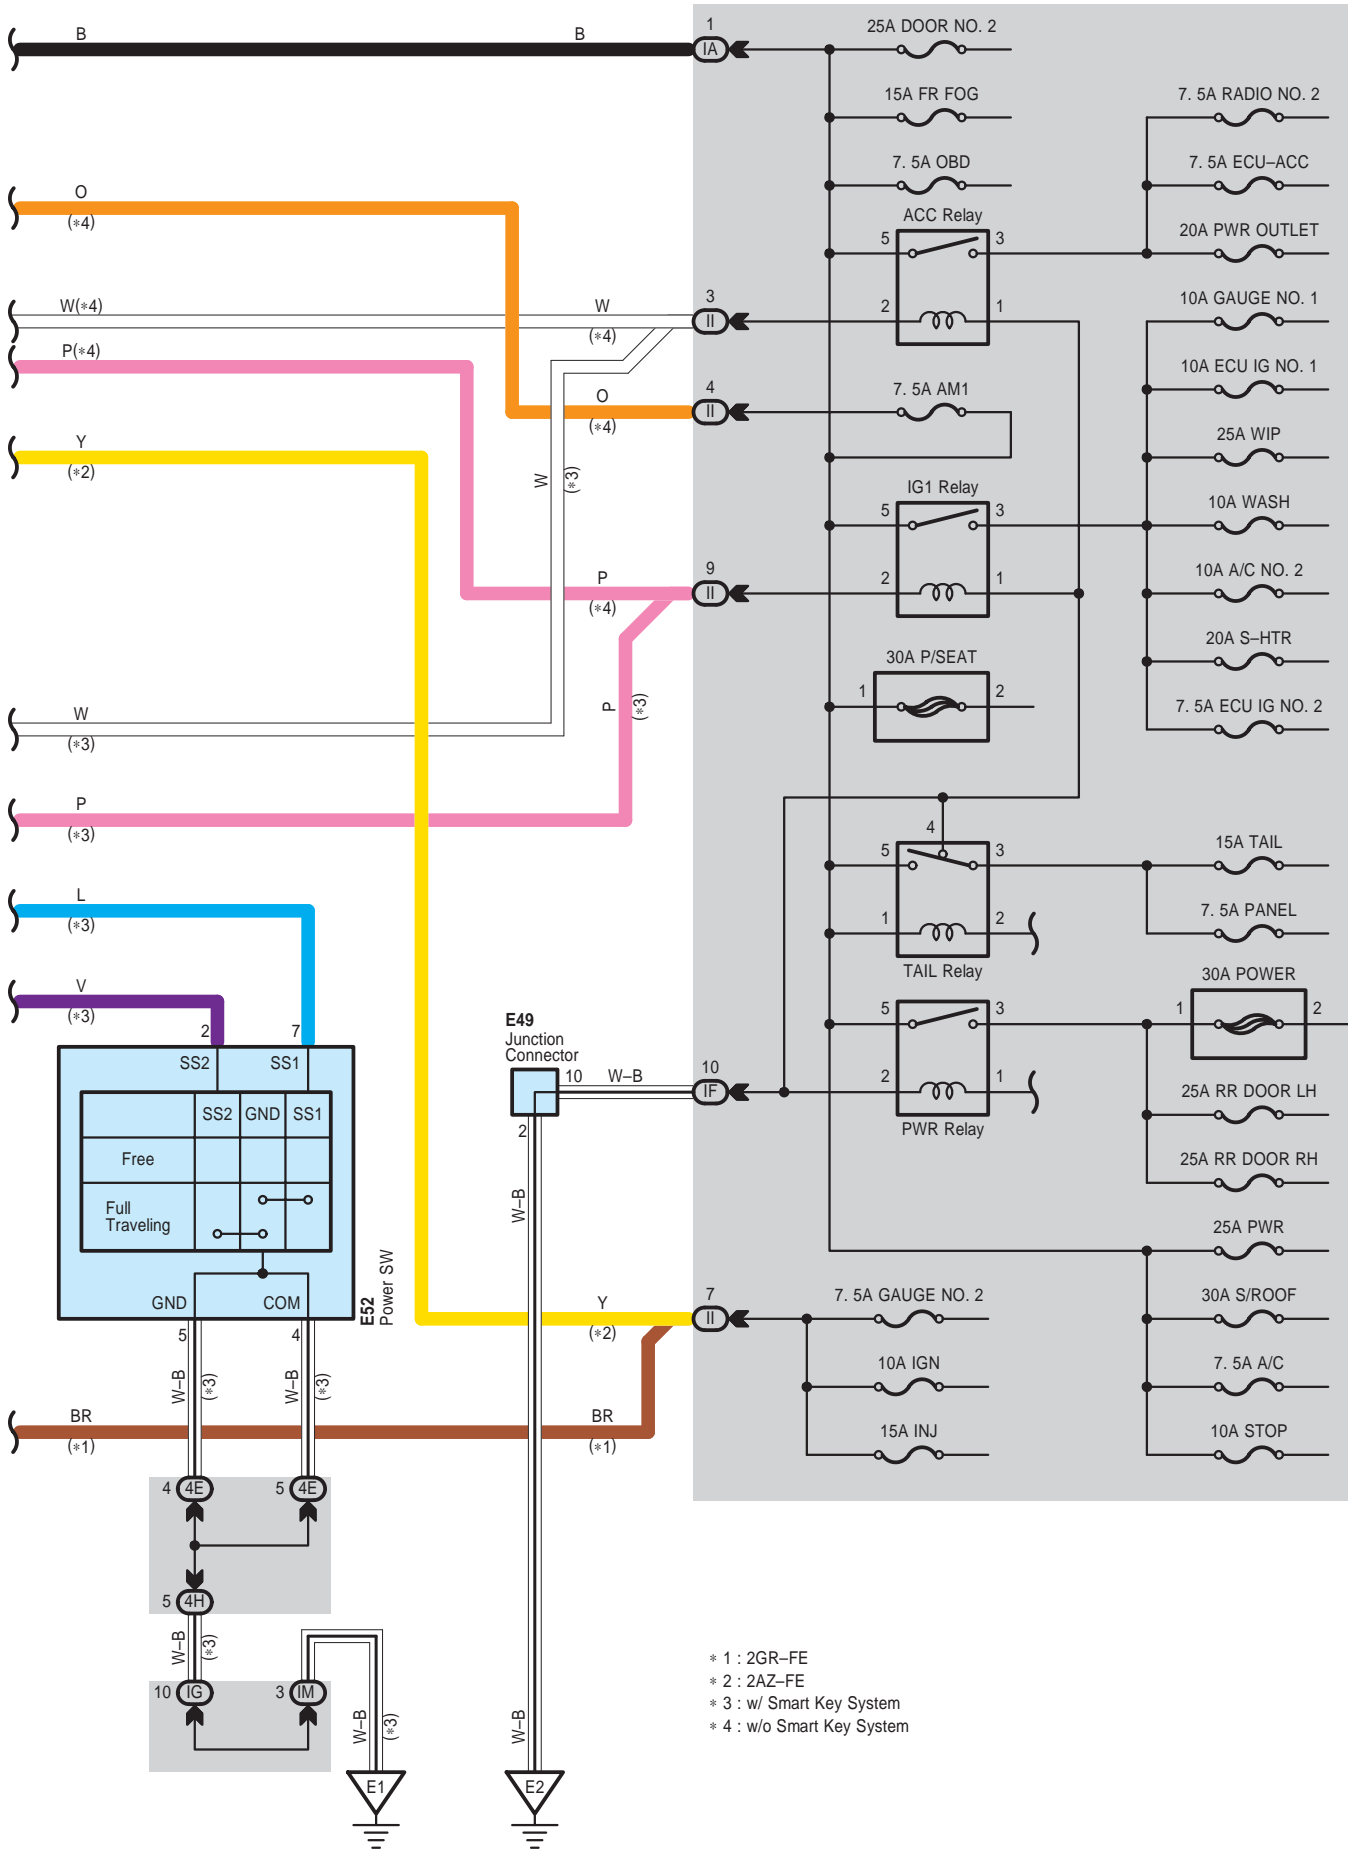 B B 1 IA 25A DOOR NO. 2
15A FR FOG 7. 5A RADIO NO. 2
O (∗4) 7. 5A OBD 7. 5A ECU–ACC
ACC Relay 5 3 20A PWR OUTLET
W(∗4) W (∗4) 3 II 2 1 10A GAUGE NO. 1
P(∗4) 10A ECU IG NO. 1
O (∗4) 4 II 7. 5A AM1
Y (∗2) 25A WIP
W (∗3) IG1 Relay 5 3 10A WASH
P (∗4) 9 II 2 1 10A A/C NO. 2
30A P/SEAT 1 2 20A S–HTR
W (∗3) P (∗3) 7. 5A ECU IG NO. 2
P (∗3)
4 5 3 15A TAIL
L (∗3) 1 2 7. 5A PANEL
TAIL Relay
V (∗3) 30A POWER 1 2
2 7 5 3
E49
Junction
Connector
SS2 SS1 10 W–B 10 IF 2 1
PWR Relay 25A RR DOOR LH
SS2 GND SS1 2
Free 25A RR DOOR RH
Full
Traveling W–B
25A PWR
E52
Power SW
GND COM Y (∗2) 7 II 7. 5A GAUGE NO. 2 30A S/ROOF
5 4
W–B (∗3) W–B (∗3) 10A IGN 7. 5A A/C
BR (∗1) BR (∗1) 15A INJ 10A STOP
4 4E 5 4E
5 4H
W–B (∗3)
∗ 1 : 2GR–FE
∗ 2 : 2AZ–FE
∗ 3 : w/ Smart Key System
∗ 4 : w/o Smart Key System
10 IG 3 IM
W–B (∗3) W–B
E1 E2